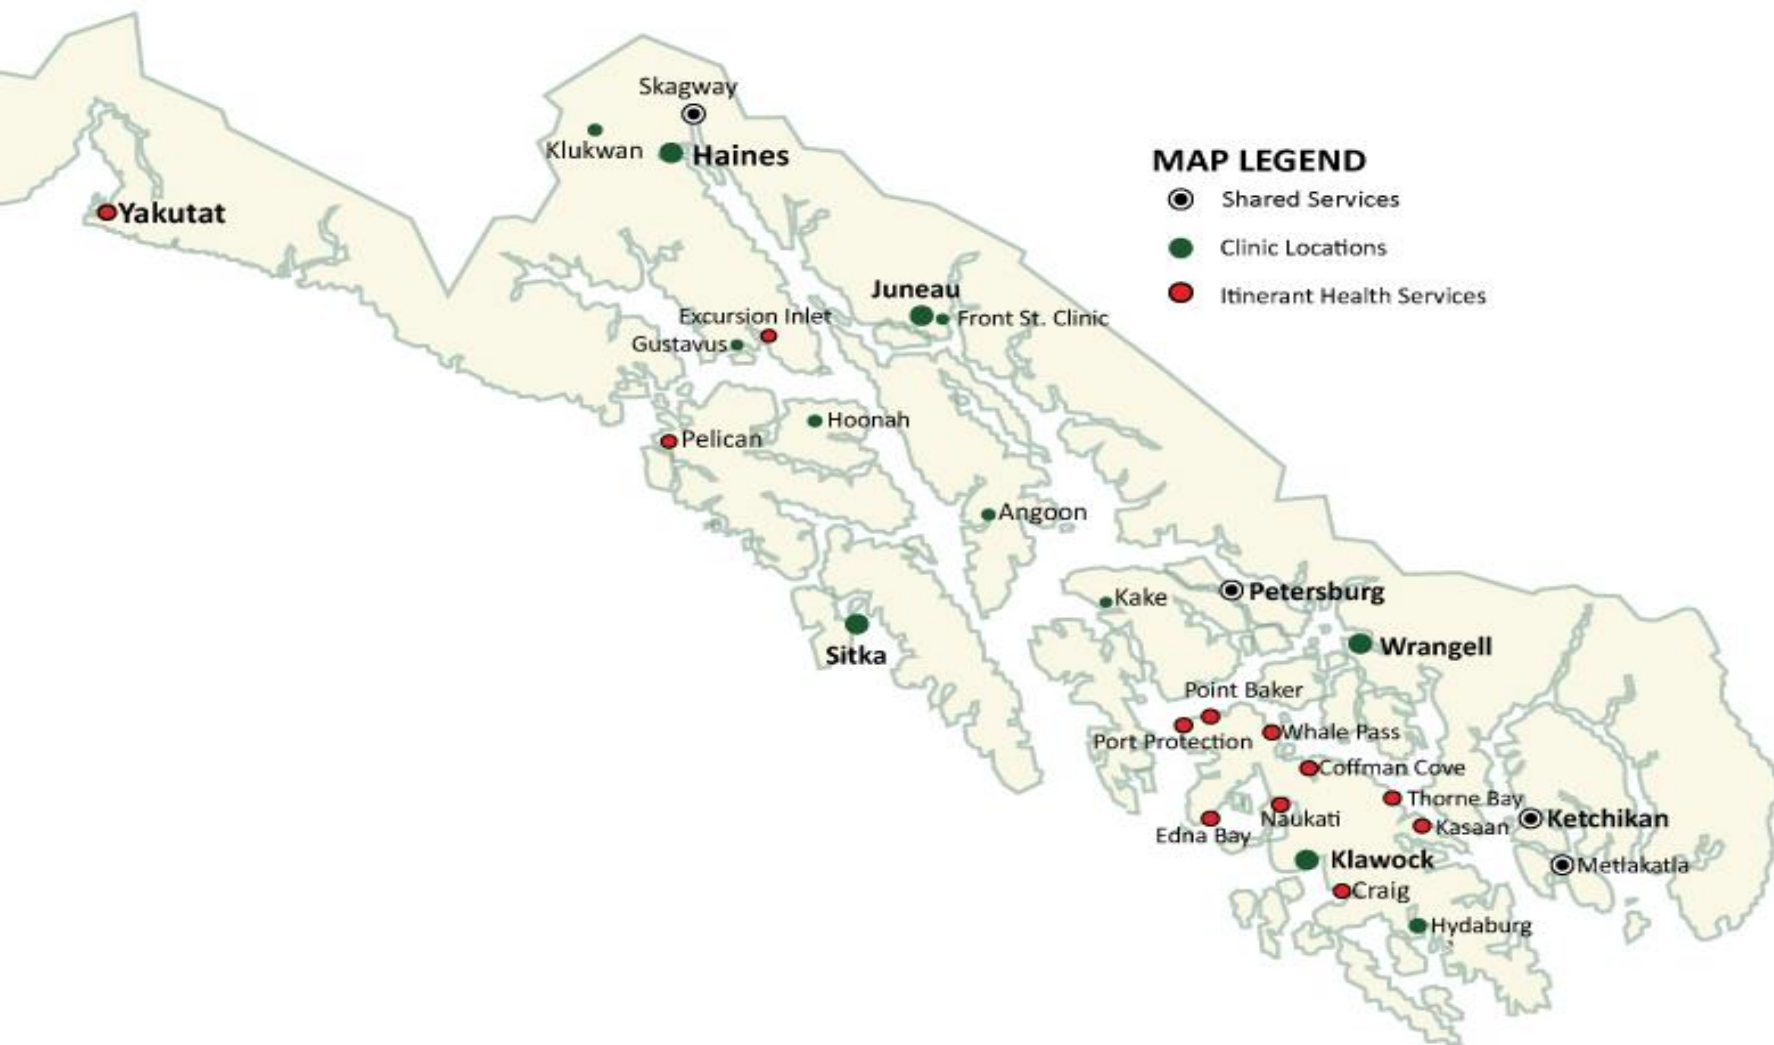 Skagway
Klukwan
Haines
MAP LEGEND
Shared Services
Yakutat
Clinic Locations
Juneau
Itinerant Health Services
Excursion Inlet
Front St. Clinic
Gustavus
Hoonah
Pelican
Angoon
Petersburg
Kake
Wrangell
Sitka
Point Baker
Whale Pass
Port Protection
Coffman Cove
Thorne Bay
Ketchikan
Naukati
Kasaan
Edna Bay
Klawock
Metlakatla
Craig
Hydaburg